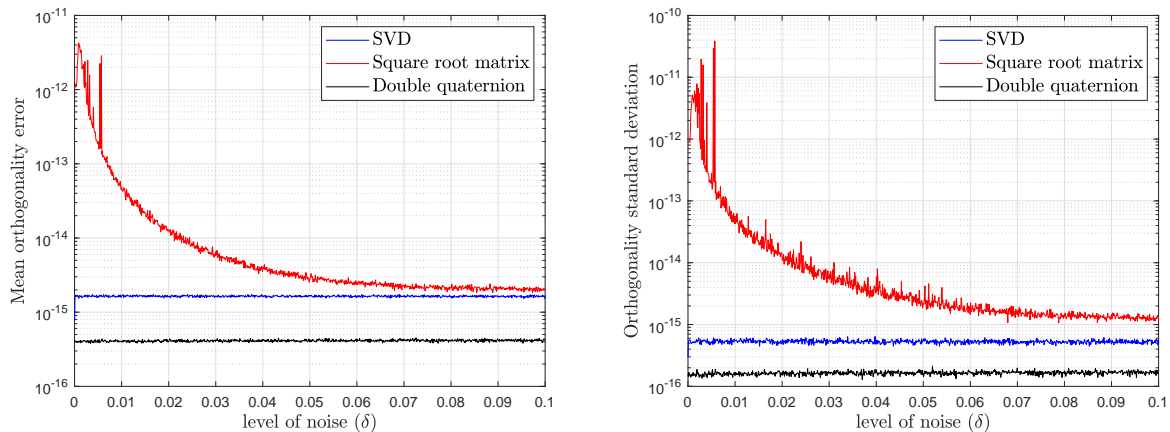 Mean orthogonality error
10-11
10-12
10-13
10-14
10-15
10-16
SVD
Square root matrix
Double quaternion
0 0.01 0.02 0.03 0.04 0.05 0.06 0.07 0.08 0.09 0.1
level of noise (δ)
Orthogonality standard deviation
10-10
10-11
10-12
10-13
10-14
10-15
10-16
SVD
Square root matrix
Double quaternion
0 0.01 0.02 0.03 0.04 0.05 0.06 0.07 0.08 0.09 0.1
level of noise (δ)